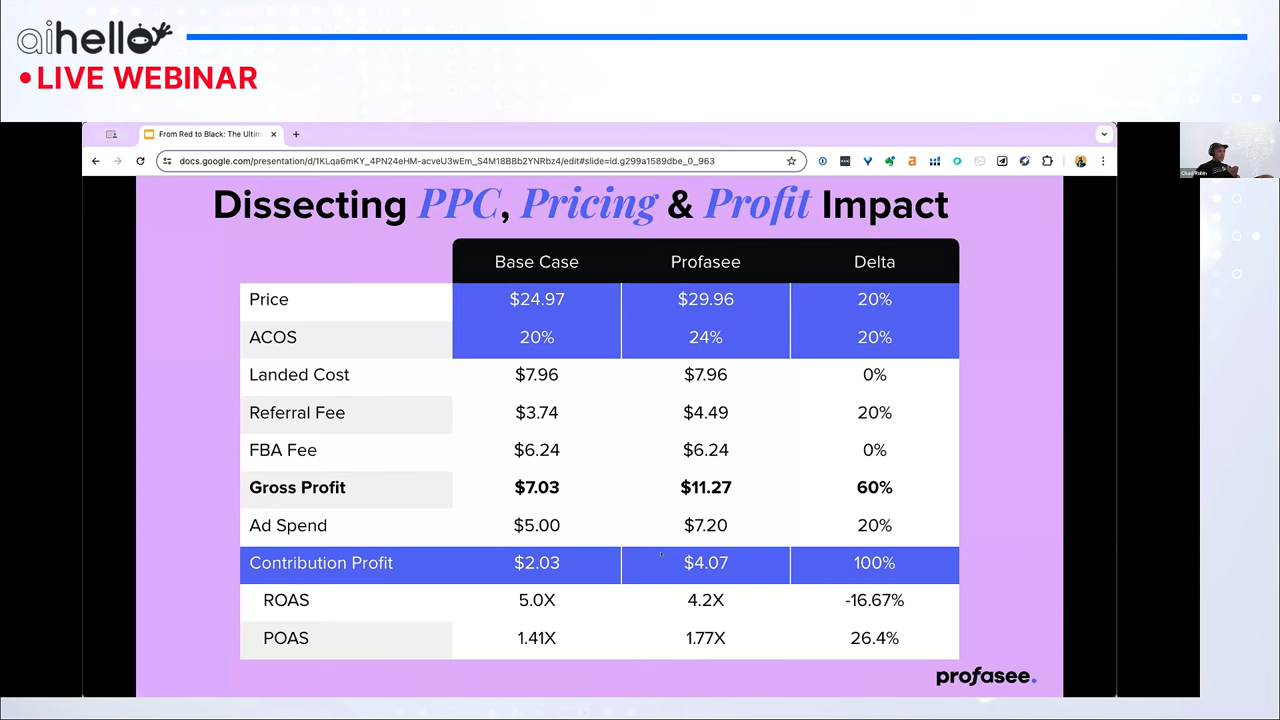 aihello
•LIVE WEBINAR
From Red to Black: The Ultim
docs.google.com/presentation/d/1KLqa6mKY_4PN24eHM-acveU3wEm_S4M18BBb2YNRbz4/edit#slide=id.g299a1589dbe_0_963
Chad Rubin
Dissecting PPC, Pricing & Profit Impact
Base Case Profasee Delta
Price $24.97 $29.96 20%
ACOS 20% 24% 20%
Landed Cost $7.96 $7.96 0%
Referral Fee $3.74 $4.49 20%
FBA Fee $6.24 $6.24 0%
Gross Profit $7.03 $11.27 60%
Ad Spend $5.00 $7.20 20%
Contribution Profit $2.03 $4.07 100%
ROAS 5.0X 4.2X -16.67%
POAS 1.41X 1.77X 26.4%
profasee.